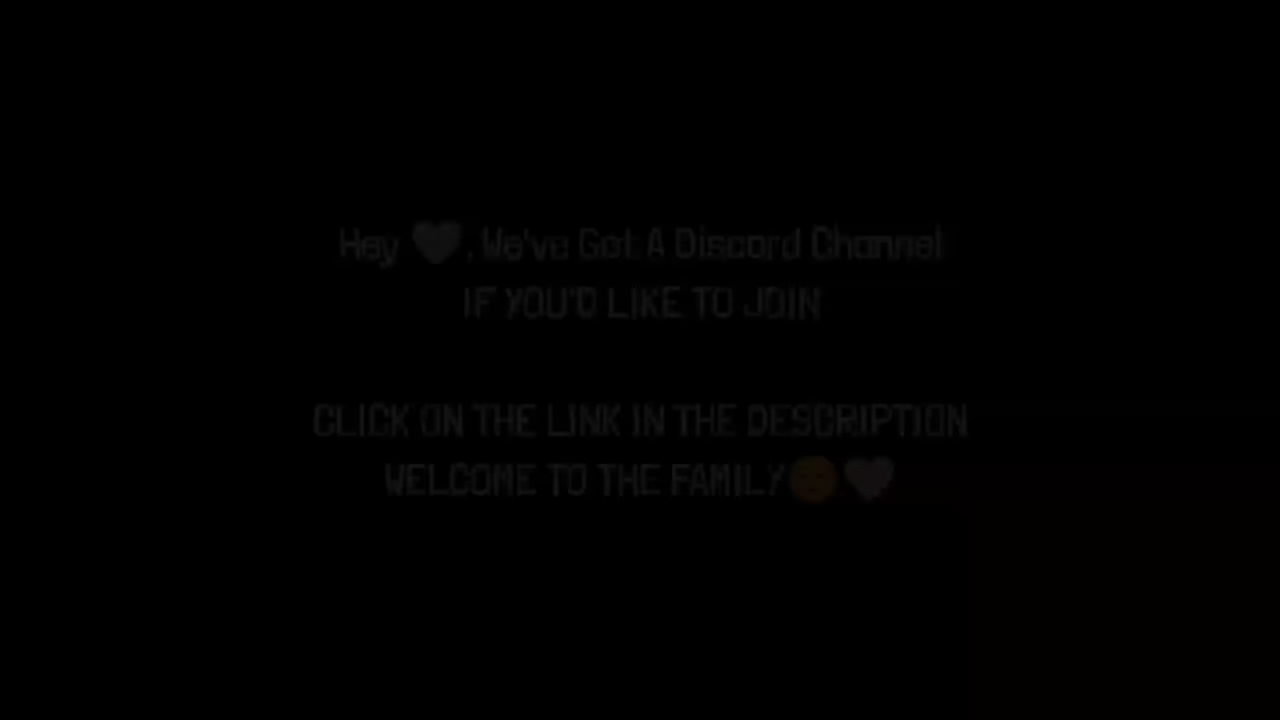 Hey 🖤, We've Got A Discord Channel
IF YOU'D LIKE TO JOIN
CLICK ON THE LINK IN THE DESCRIPTION
WELCOME TO THE FAMILY